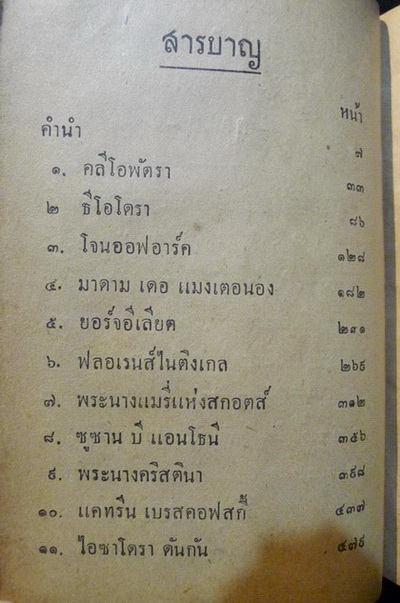 สารบาญ
หน้า
คำนำ ๗
๑. คลีโอพัตรา ๓๓
๒ ธีโอโดรา ๘๖
๓. โจนออฟอาร์ค ๑๒๘
๔. มาดาม เดอ แมงเตอนอง ๑๘๒
๕. ยอร์จอีเลียต ๒๓๑
๖. ฟลอเรนส์ไนติงเกล ๒๖๙
๗. พระนางแมรี่แห่งสกอตส์ ๓๑๒
๘. ซูซาน บี แอนโธนี ๓๕๖
๙. พระนางคริสตินา ๓๙๘
๑๐. แคทรีน เบรสคอฟสกี้ ๔๓๗
๑๑. ไอซาโดรา ดันกัน ๔๗๙